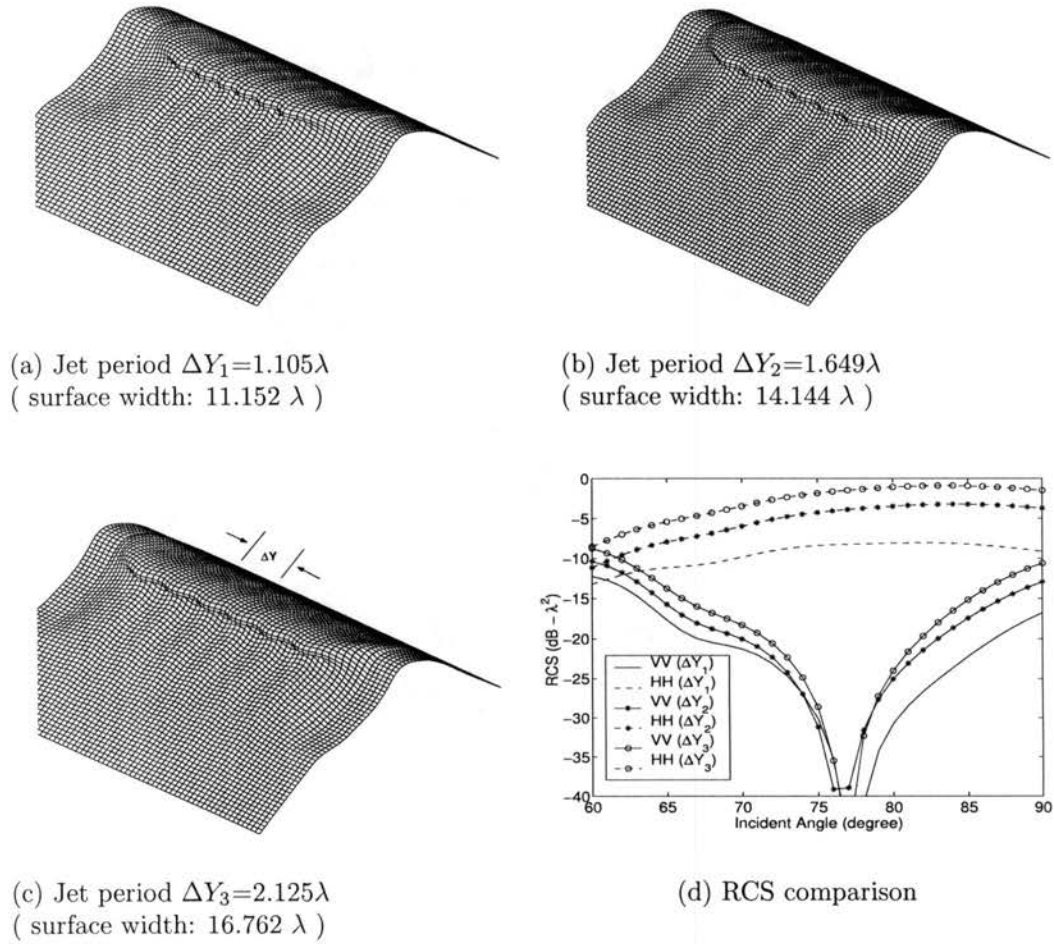 (a) Jet period ΔY₁=1.105λ
( surface width: 11.152 λ )
(b) Jet period ΔY₂=1.649λ
( surface width: 14.144 λ )
ΔY
(c) Jet period ΔY₃=2.125λ
( surface width: 16.762 λ )
0
−5
−10
−15
−20
−25
−30
−35
−40
RCS (dB − λ²)
VV (ΔY₁)
HH (ΔY₁)
VV (ΔY₂)
HH (ΔY₂)
VV (ΔY₃)
HH (ΔY₃)
60 65 70 75 80 85 90
Incident Angle (degree)
(d) RCS comparison